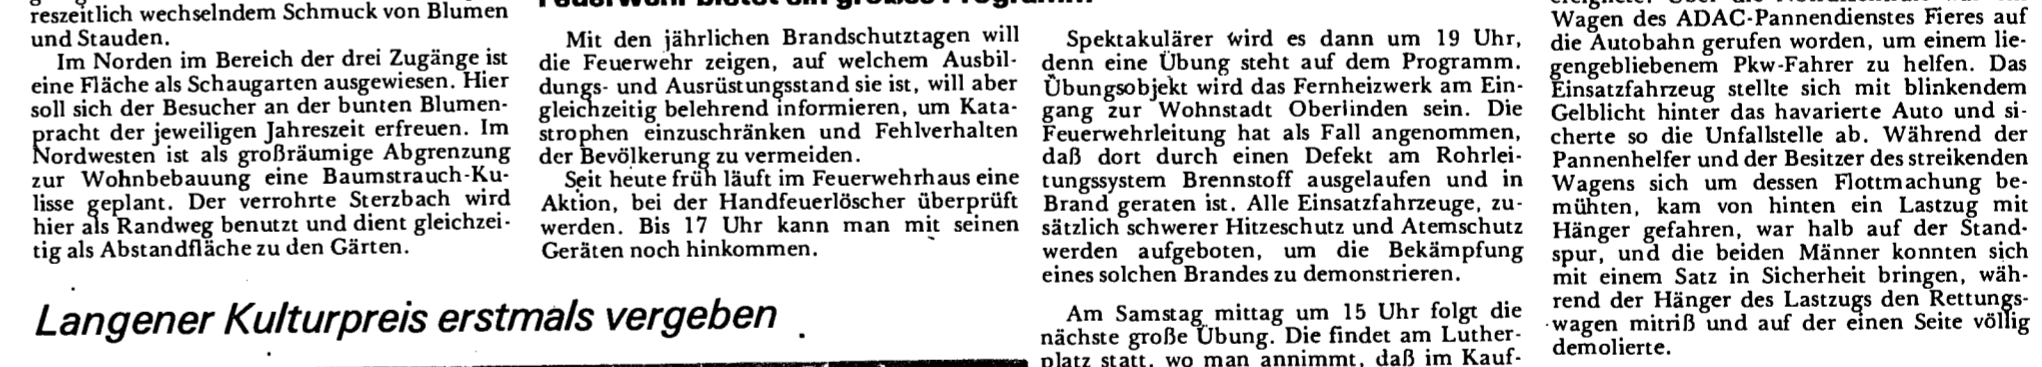 reszeitlich wechselndem Schmuck von Blumen
und Stauden.
Im Norden im Bereich der drei Zugänge ist
eine Fläche als Schaugarten ausgewiesen. Hier
soll sich der Besucher an der bunten Blumen-
pracht der jeweiligen Jahreszeit erfreuen. Im
Nordwesten ist als großräumige Abgrenzung
zur Wohnbebauung eine Baumstrauch-Ku-
lisse geplant. Der verrohrte Sterzbach wird
hier als Randweg benutzt und dient gleichzei-
tig als Abstandfläche zu den Gärten.
Langener Kulturpreis erstmals vergeben
Feuerwehr bietet ein großes Programm
Mit den jährlichen Brandschutztagen will
die Feuerwehr zeigen, auf welchem Ausbil-
dungs- und Ausrüstungsstand sie ist, will aber
gleichzeitig belehrend informieren, um Kata-
strophen einzuschränken und Fehlverhalten
der Bevölkerung zu vermeiden.
Seit heute früh läuft im Feuerwehrhaus eine
Aktion, bei der Handfeuerlöscher überprüft
werden. Bis 17 Uhr kann man mit seinen
Geräten noch hinkommen.
Spektakulärer wird es dann um 19 Uhr,
denn eine Übung steht auf dem Programm.
Übungsobjekt wird das Fernheizwerk am Ein-
gang zur Wohnstadt Oberlinden sein. Die
Feuerwehrleitung hat als Fall angenommen,
daß dort durch einen Defekt am Rohrlei-
tungssystem Brennstoff ausgelaufen und in
Brand geraten ist. Alle Einsatzfahrzeuge, zu-
sätzlich schwerer Hitzeschutz und Atemschutz
werden aufgeboten, um die Bekämpfung
eines solchen Brandes zu demonstrieren.
Am Samstag mittag um 15 Uhr folgt die
nächste große Übung. Die findet am Luther-
platz statt, wo man annimmt, daß im Kauf-
Wagen des ADAC-Pannendienstes Fieres auf
die Autobahn gerufen worden, um einem lie-
gengebliebenem Pkw-Fahrer zu helfen. Das
Einsatzfahrzeug stellte sich mit blinkendem
Gelblicht hinter das havarierte Auto und si-
cherte so die Unfallstelle ab. Während der
Pannenhelfer und der Besitzer des streikenden
Wagens sich um dessen Flottmachung be-
mühten, kam von hinten ein Lastzug mit
Hänger gefahren, war halb auf der Stand-
spur, und die beiden Männer konnten sich
mit einem Satz in Sicherheit bringen, wäh-
rend der Hänger des Lastzugs den Rettungs-
wagen mitriß und auf der einen Seite völlig
demolierte.